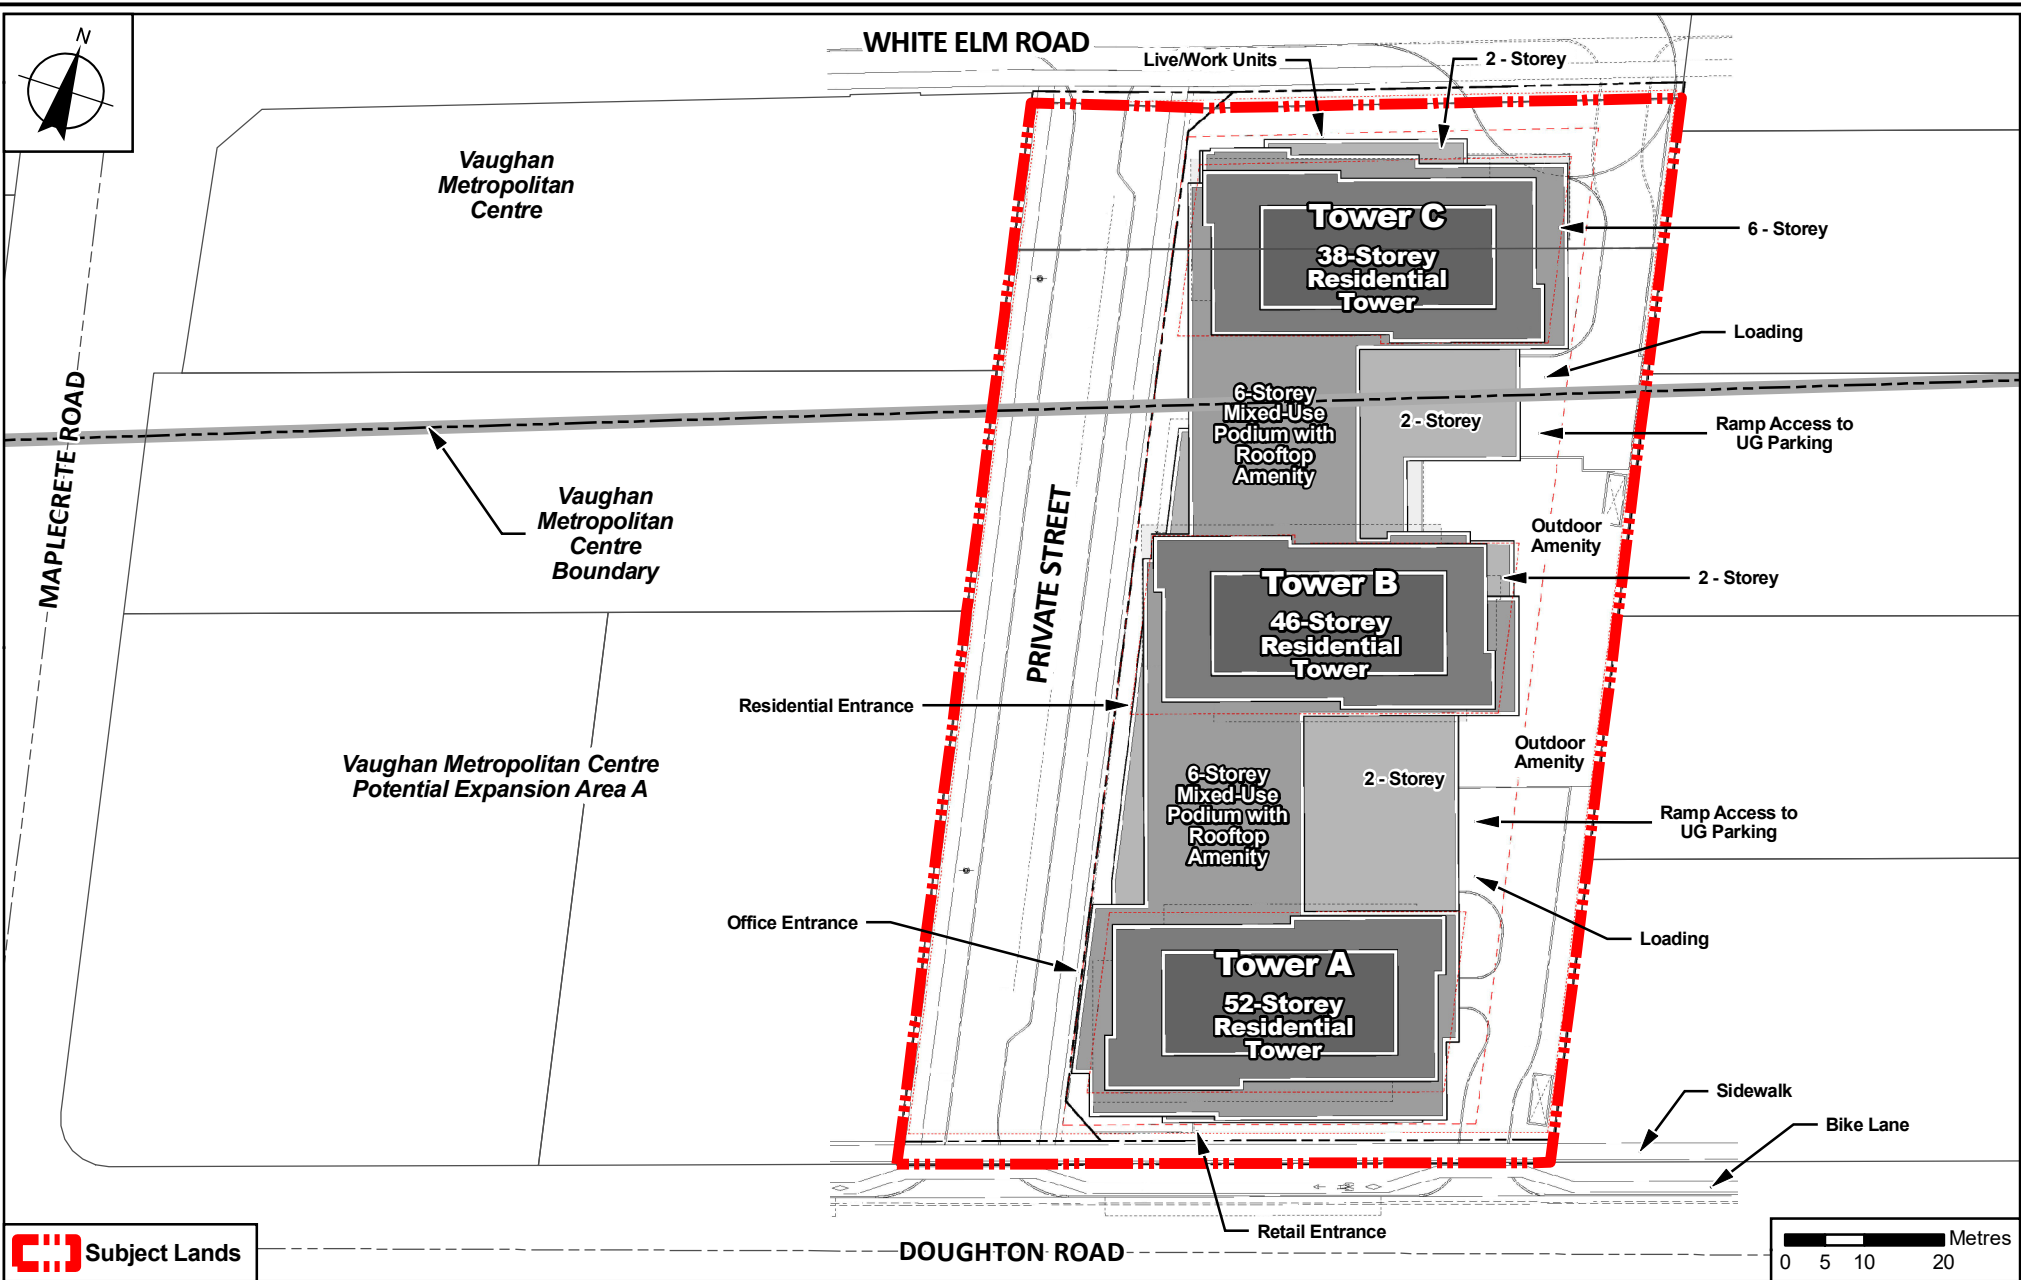 N
WHITE ELM ROAD
Live/Work Units
2 - Storey
Vaughan
Metropolitan
Centre
Tower C
38-Storey
Residential
Tower
6 - Storey
Loading
MAPLECRETE ROAD
6-Storey
Mixed-Use
Podium with
Rooftop
Amenity
2 - Storey
Ramp Access to
UG Parking
Vaughan
Metropolitan
Centre
Boundary
PRIVATE STREET
Outdoor
Amenity
Tower B
46-Storey
Residential
Tower
2 - Storey
Residential Entrance
Vaughan Metropolitan Centre
Potential Expansion Area A
6-Storey
Mixed-Use
Podium with
Rooftop
Amenity
2 - Storey
Outdoor
Amenity
Ramp Access to
UG Parking
Office Entrance
Loading
Tower A
52-Storey
Residential
Tower
Sidewalk
Bike Lane
Retail Entrance
Subject Lands
DOUGHTON ROAD
Metres
0 5 10 20